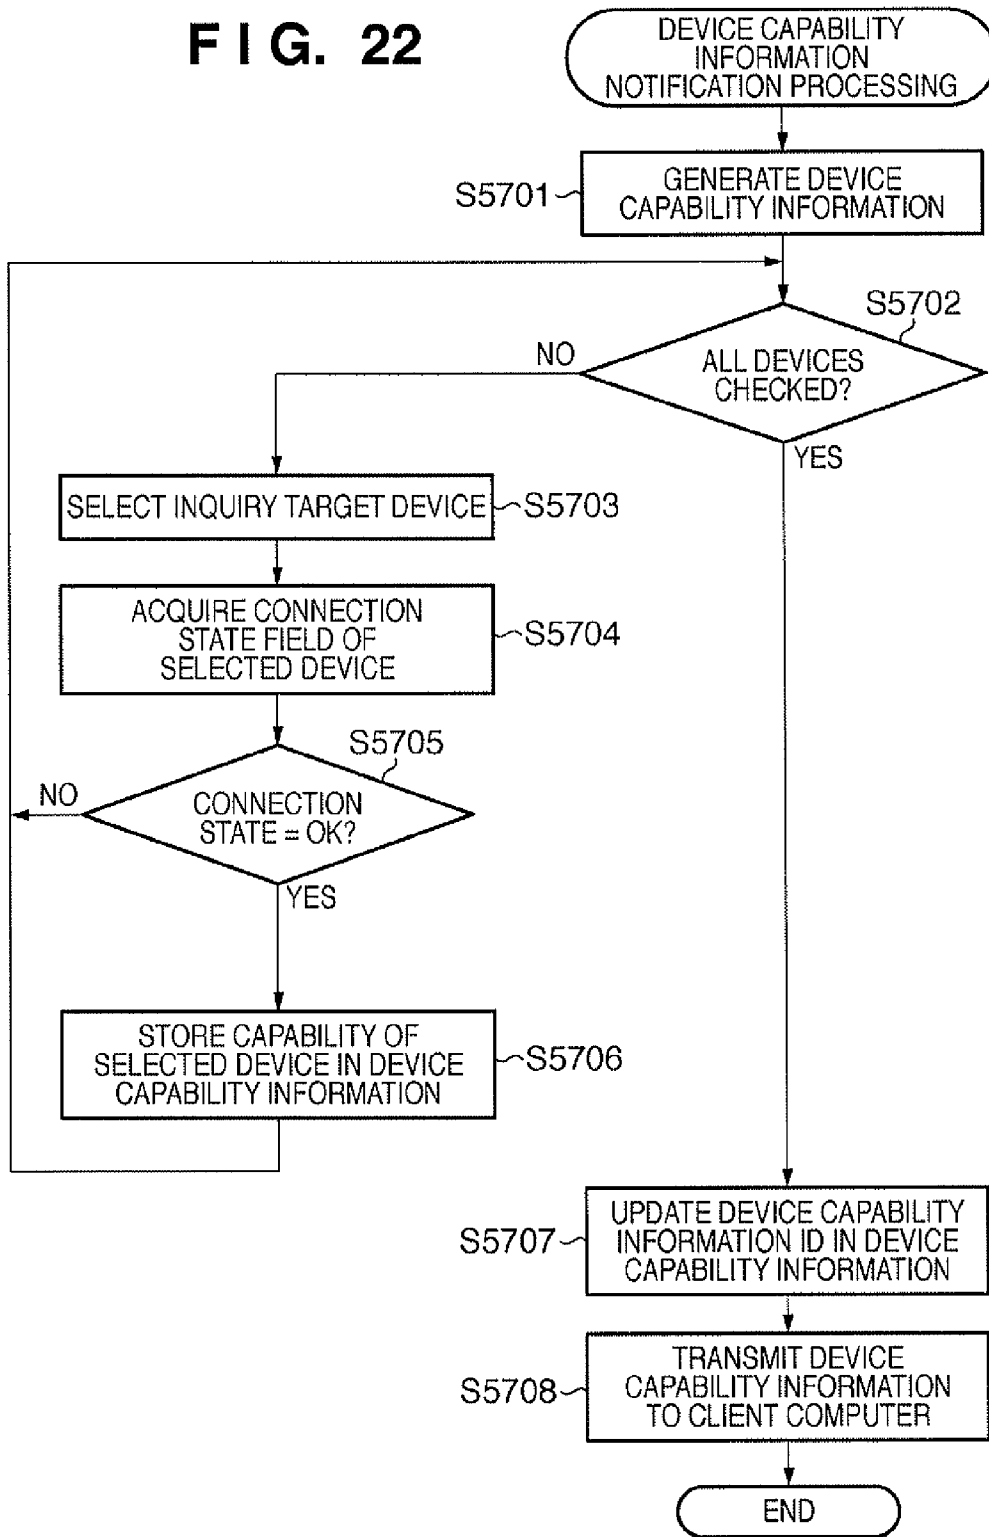 FIG. 22
DEVICE CAPABILITY
INFORMATION
NOTIFICATION PROCESSING
S5701
GENERATE DEVICE
CAPABILITY INFORMATION
S5702
ALL DEVICES
CHECKED?
NO
YES
SELECT INQUIRY TARGET DEVICE
S5703
ACQUIRE CONNECTION
STATE FIELD OF
SELECTED DEVICE
S5704
S5705
CONNECTION
STATE = OK?
NO
YES
STORE CAPABILITY OF
SELECTED DEVICE IN DEVICE
CAPABILITY INFORMATION
S5706
S5707
UPDATE DEVICE CAPABILITY
INFORMATION ID IN DEVICE
CAPABILITY INFORMATION
S5708
TRANSMIT DEVICE
CAPABILITY INFORMATION
TO CLIENT COMPUTER
END